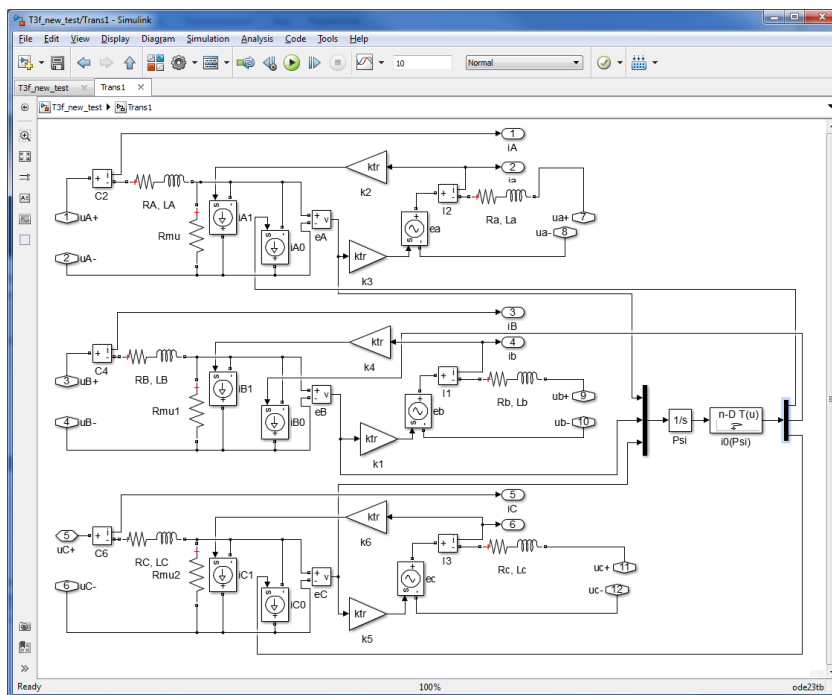 T3f_new_test/Trans1 - Simulink
File Edit View Display Diagram Simulation Analysis Code Tools Help
10 Normal
T3f_new_test Trans1
T3f_new_test Trans1
1 iA
2 ia
ktr k2
C2 i
RA, LA
1 uA+
2 uA-
Rmu
s iA1
s iA0
v eA
ktr k3
s ea
i I2
Ra, La
ua+ 7
ua- 8
3 iB
4 ib
ktr k4
C4 i
RB, LB
3 uB+
4 uB-
Rmu1
s iB1
s iB0
v eB
ktr k1
s eb
i I1
Rb, Lb
ub+ 9
ub- 10
1/s Psi
n-D T(u) i0(Psi)
5 iC
6
ktr k6
C6 i
RC, LC
5 uC+
6 uC-
Rmu2
s iC1
s iC0
v eC
ktr k5
s ec
i I3
Rc, Lc
uc+ 11
uc- 12
Ready 100% ode23tb